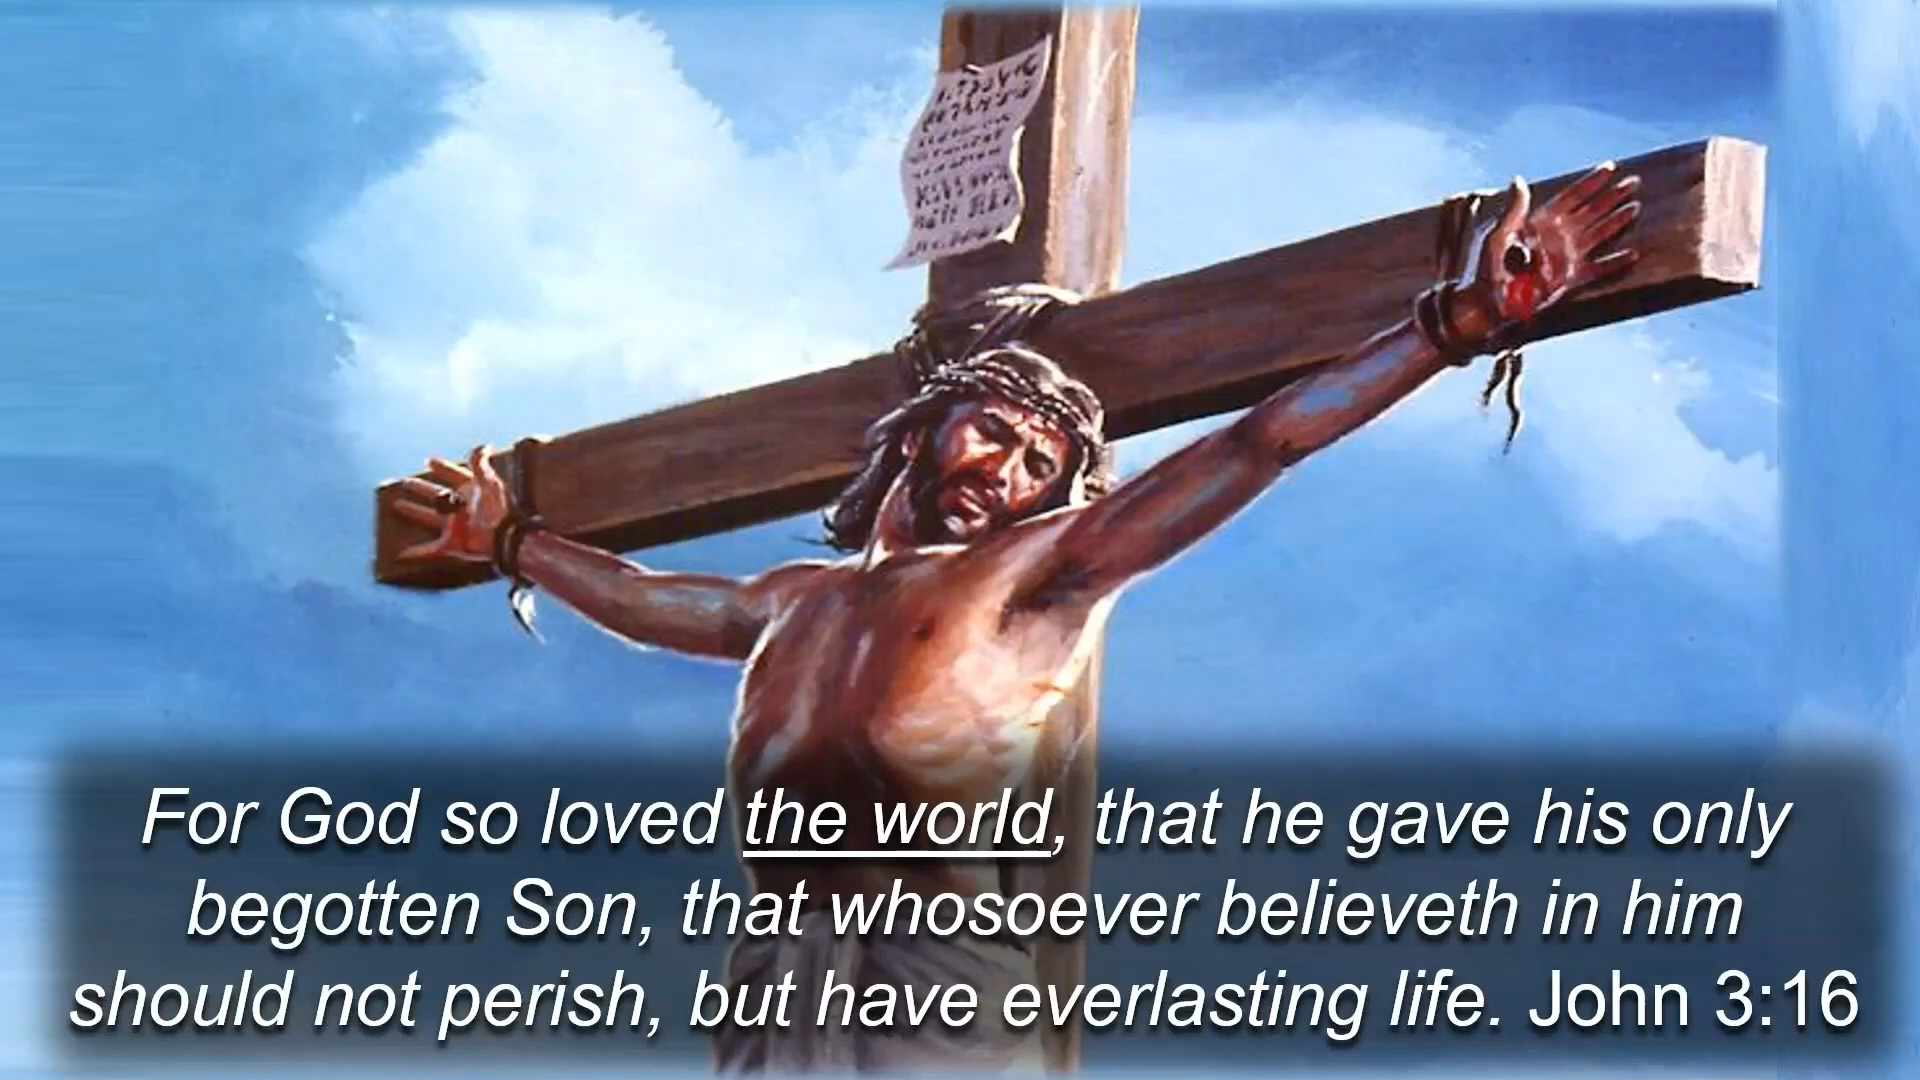 For God so loved the world, that he gave his only
begotten Son, that whosoever believeth in him
should not perish, but have everlasting life. John 3:16